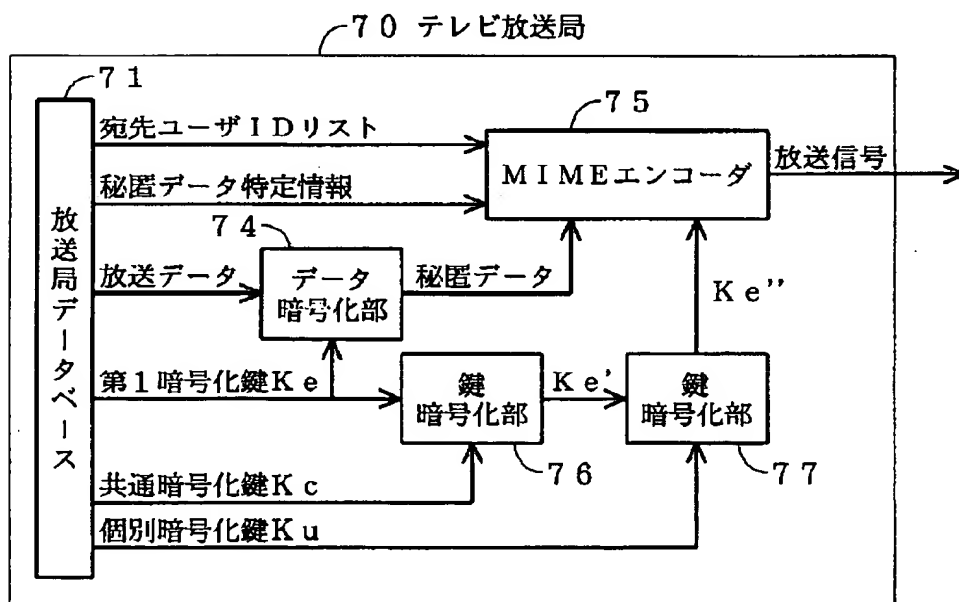 70 テレビ放送局
71
放送局データベース
宛先ユーザIDリスト
秘匿データ特定情報
放送データ
74
データ
暗号化部
秘匿データ
75
MIMEエンコーダ
放送信号
第1暗号化鍵Ke
鍵
暗号化部
76
Ke'
鍵
暗号化部
77
Ke''
共通暗号化鍵Kc
個別暗号化鍵Ku